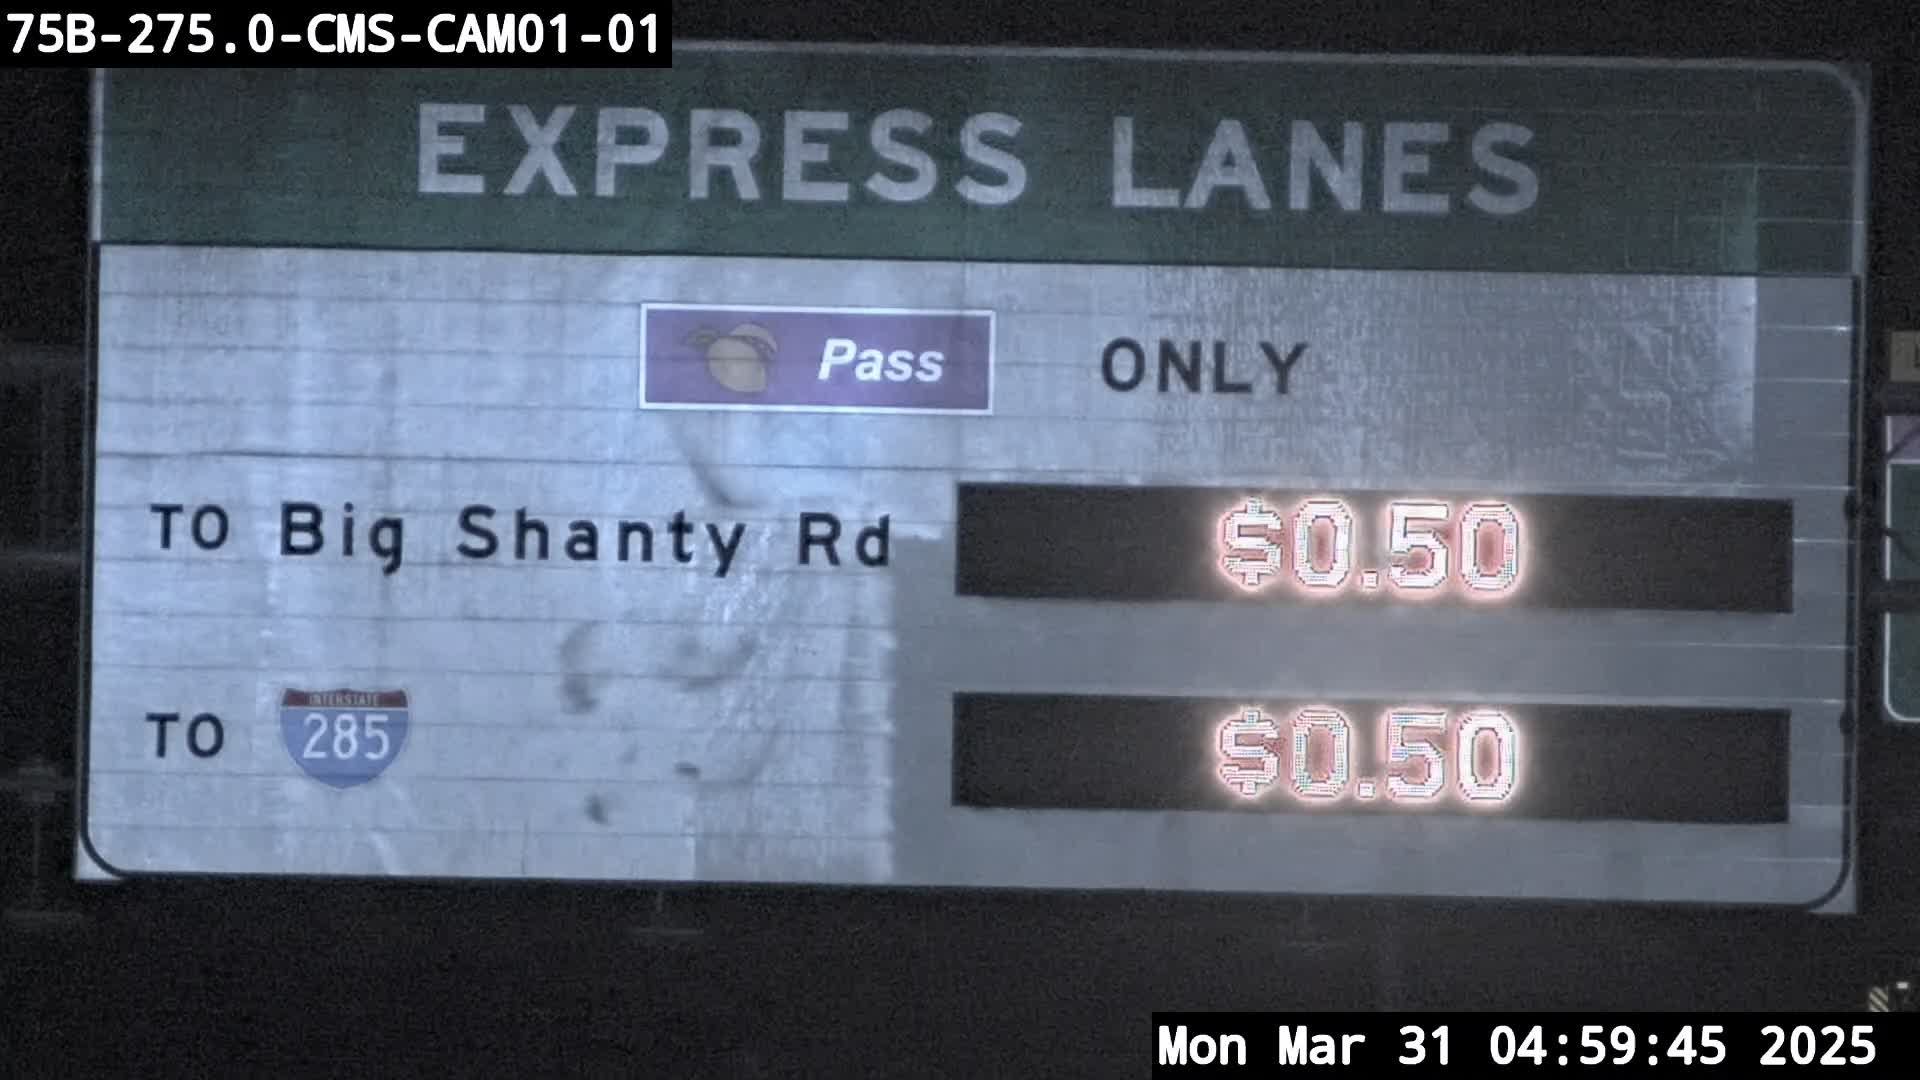 75B-275.0-CMS-CAM01-01
EXPRESS LANES
Pass ONLY
TO Big Shanty Rd $0.50
TO INTERSTATE 285 $0.50
Mon Mar 31 04:59:45 2025